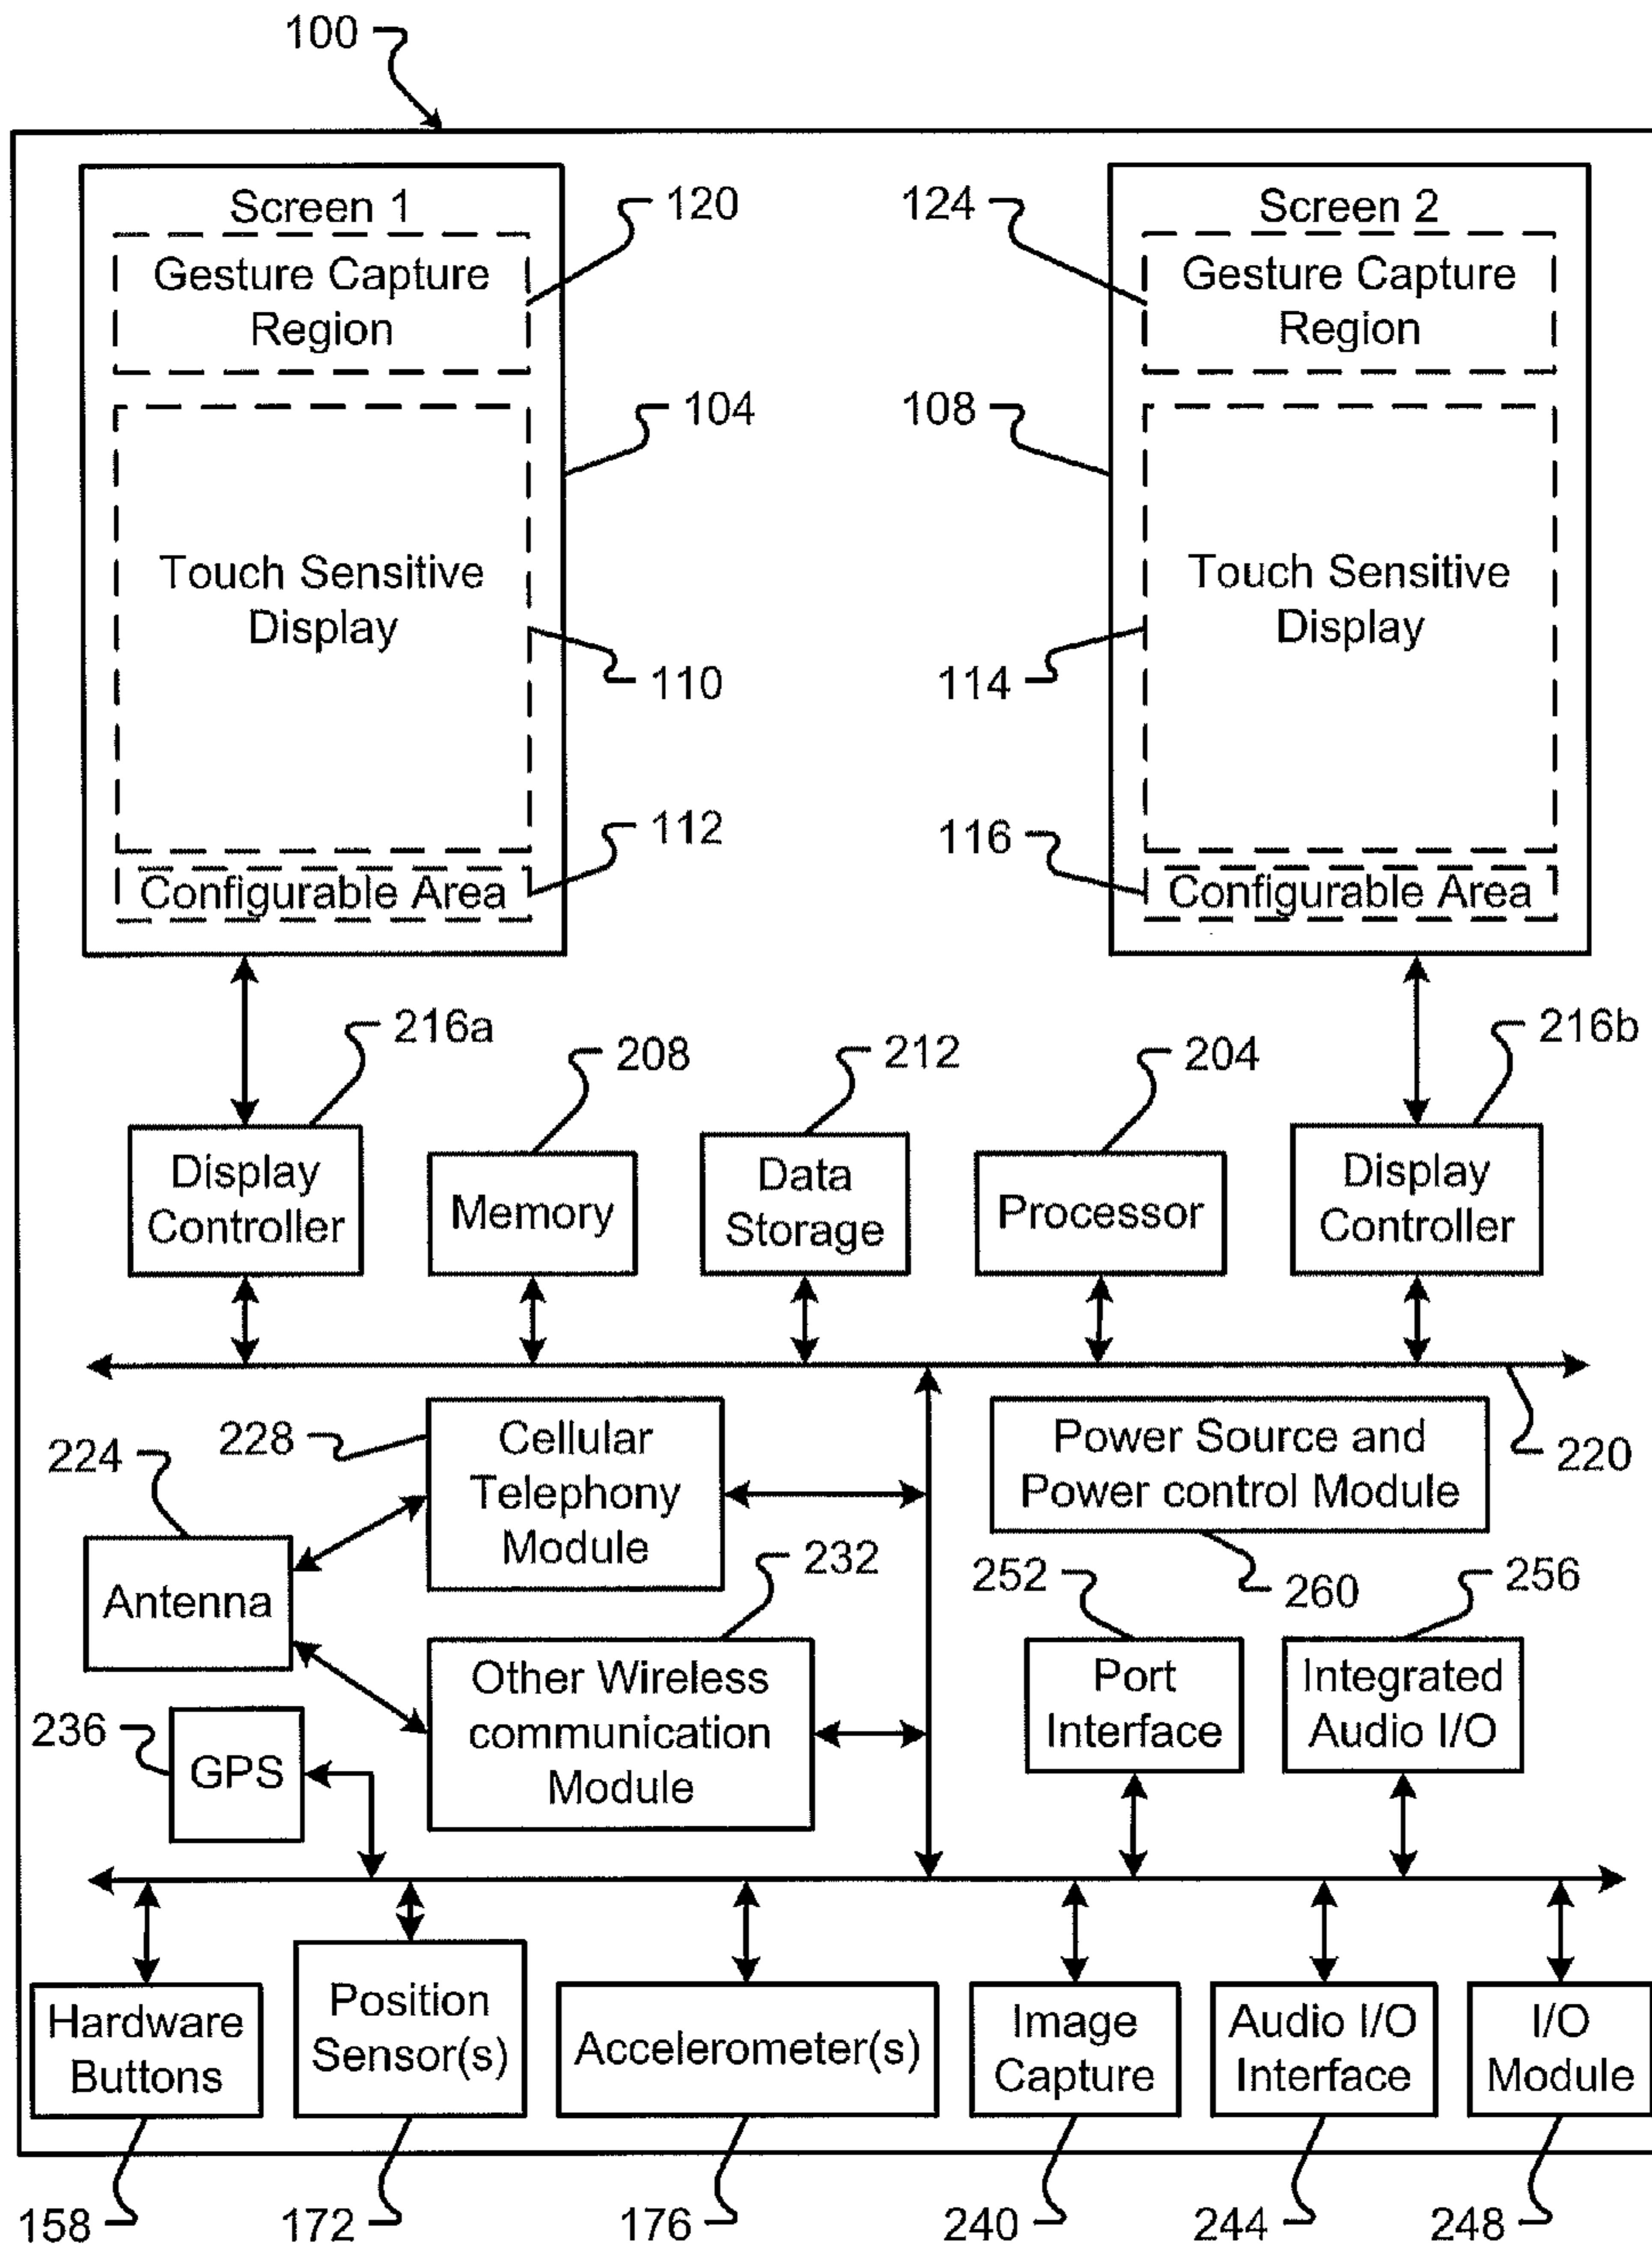 100
Screen 1
120
124
Screen 2
Gesture Capture
Region
Gesture Capture
Region
104
108
Touch Sensitive
Display
Touch Sensitive
Display
110
114
112
116
Configurable Area
Configurable Area
216a
208
212
204
216b
Display
Controller
Memory
Data
Storage
Processor
Display
Controller
228
Cellular
Telephony
Module
Power Source and
Power control Module
220
224
Antenna
232
252
260
256
Other Wireless
communication
Module
Port
Interface
Integrated
Audio I/O
236
GPS
Hardware
Buttons
Position
Sensor(s)
Accelerometer(s)
Image
Capture
Audio I/O
Interface
I/O
Module
158
172
176
240
244
248